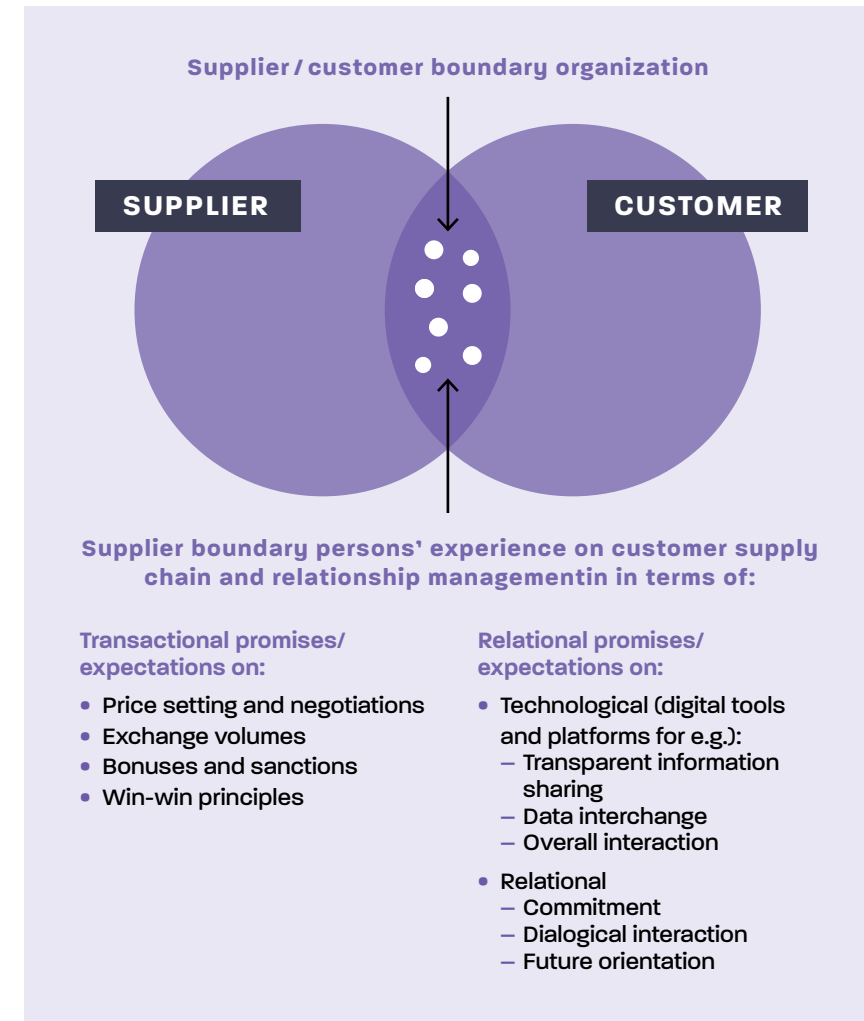 Supplier / customer boundary organization
SUPPLIER
CUSTOMER
Supplier boundary persons’ experience on customer supply
chain and relationship managementin in terms of:
Transactional promises/
expectations on:
• Price setting and negotiations
• Exchange volumes
• Bonuses and sanctions
• Win-win principles
Relational promises/
expectations on:
• Technological (digital tools
and platforms for e.g.):
– Transparent information
sharing
– Data interchange
– Overall interaction
• Relational
– Commitment
– Dialogical interaction
– Future orientation